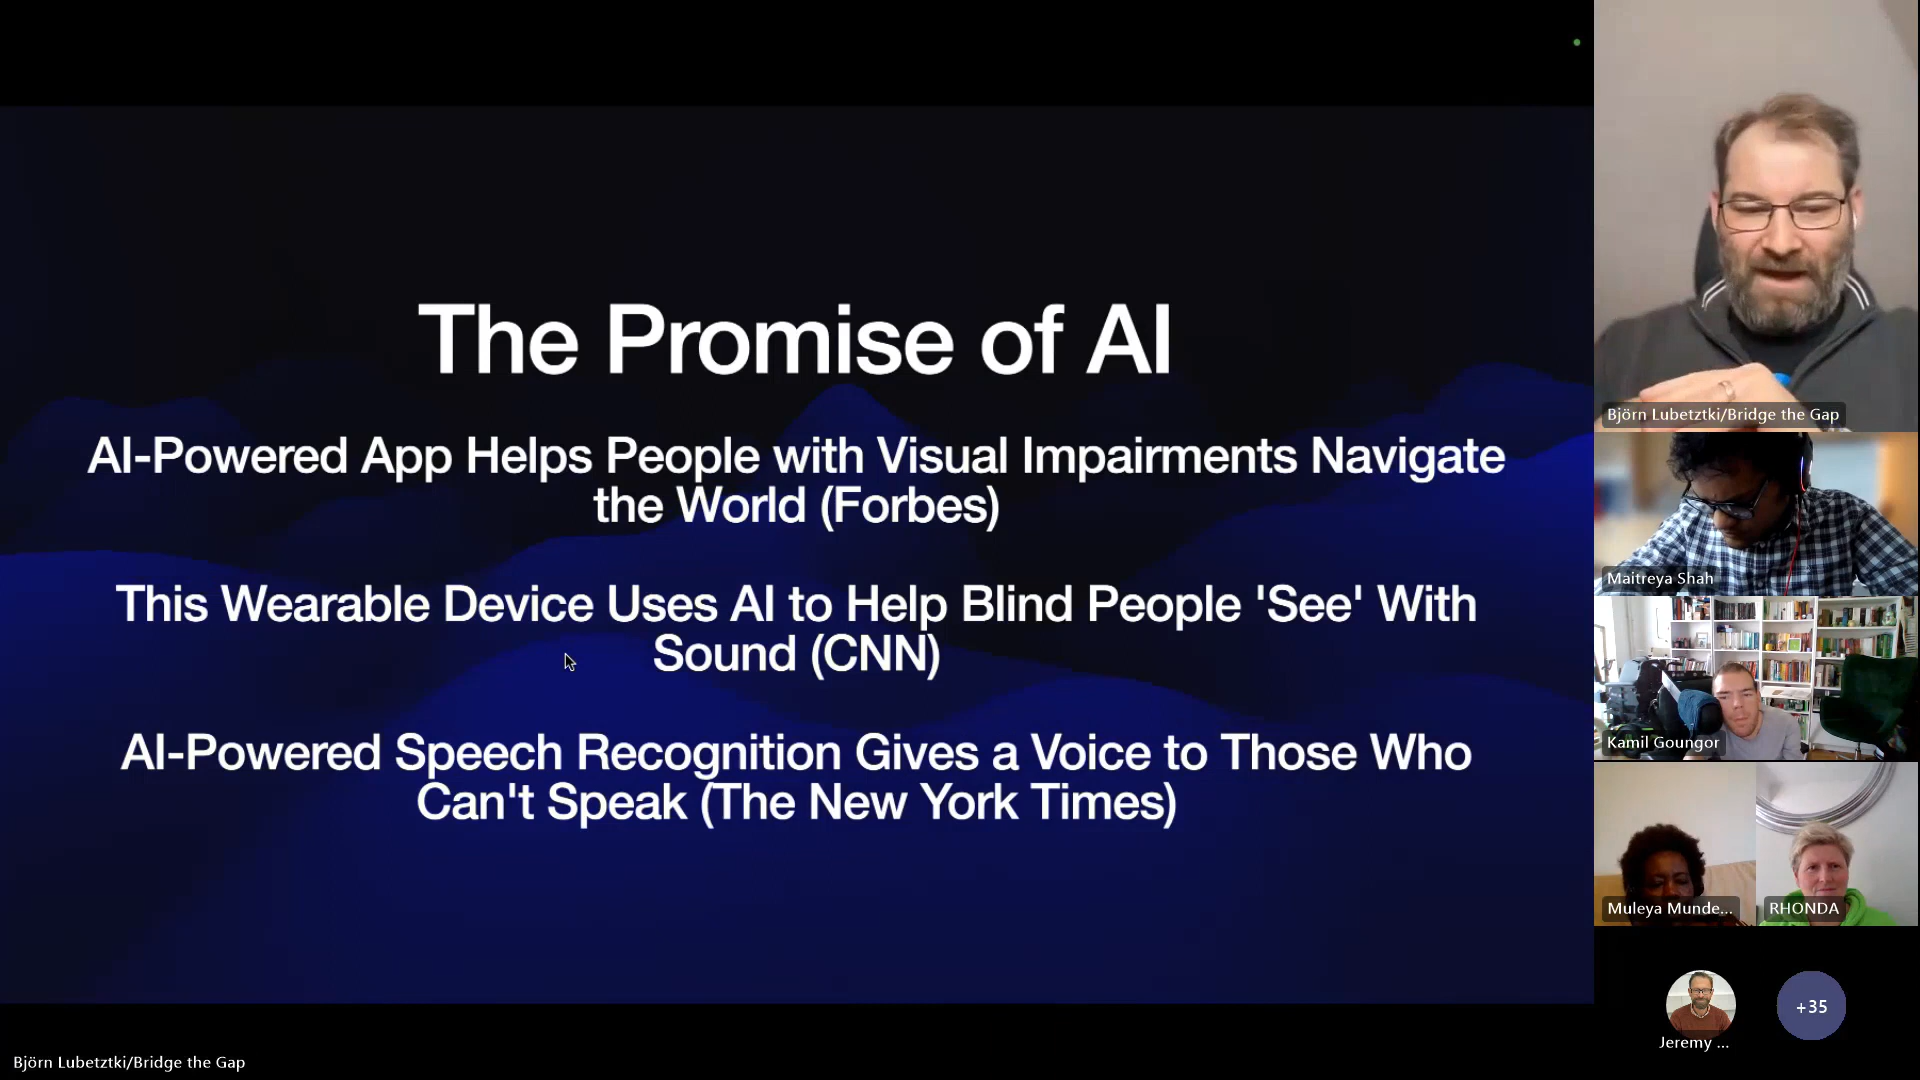 The Promise of AI
AI-Powered App Helps People with Visual Impairments Navigate
the World (Forbes)
This Wearable Device Uses AI to Help Blind People 'See' With
Sound (CNN)
AI-Powered Speech Recognition Gives a Voice to Those Who
Can't Speak (The New York Times)
Björn Lubetztki/Bridge the Gap
Björn Lubetztki/Bridge the Gap
Maitreya Shah
Kamil Goungor
Muleya Munde...
RHONDA
Jeremy ...
+35